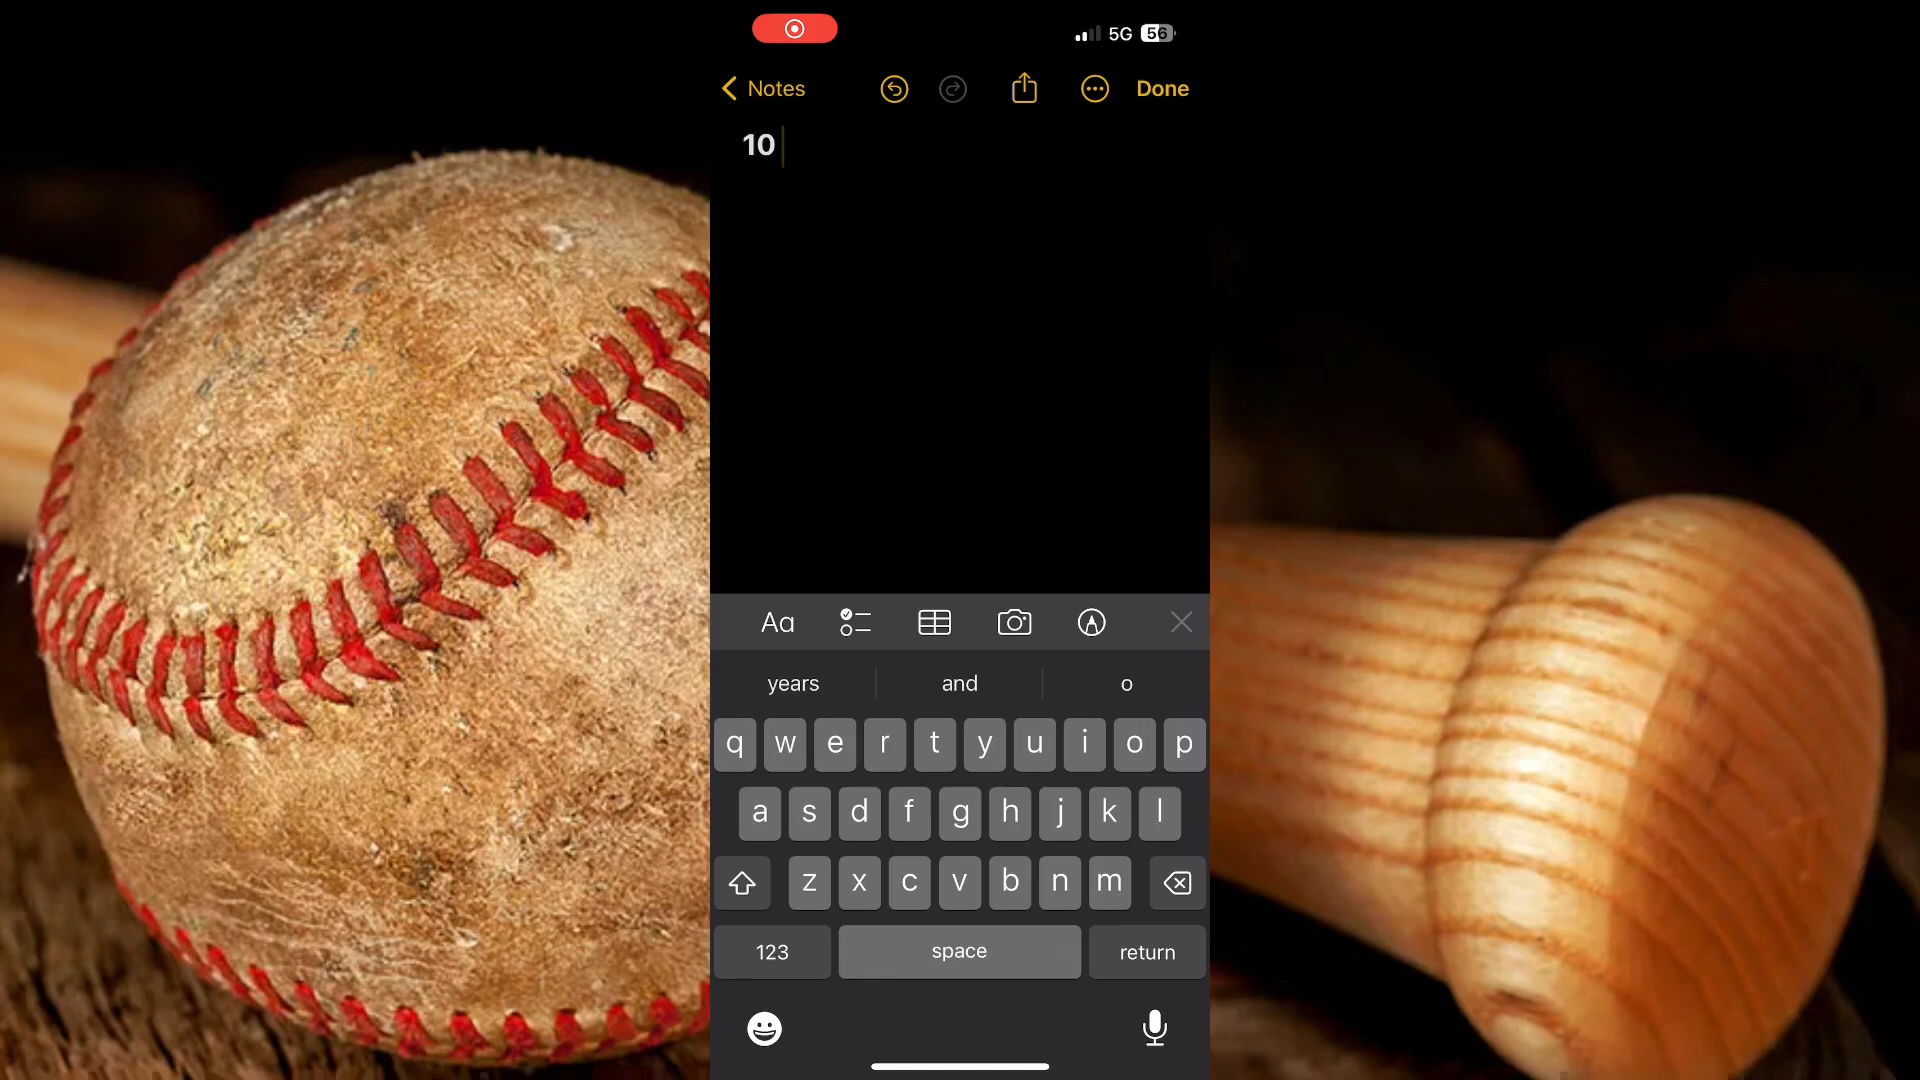 5G 56
Notes Done
10
Aa
years and o
q w e r t y u i o p
a s d f g h j k l
z x c v b n m
123 space return